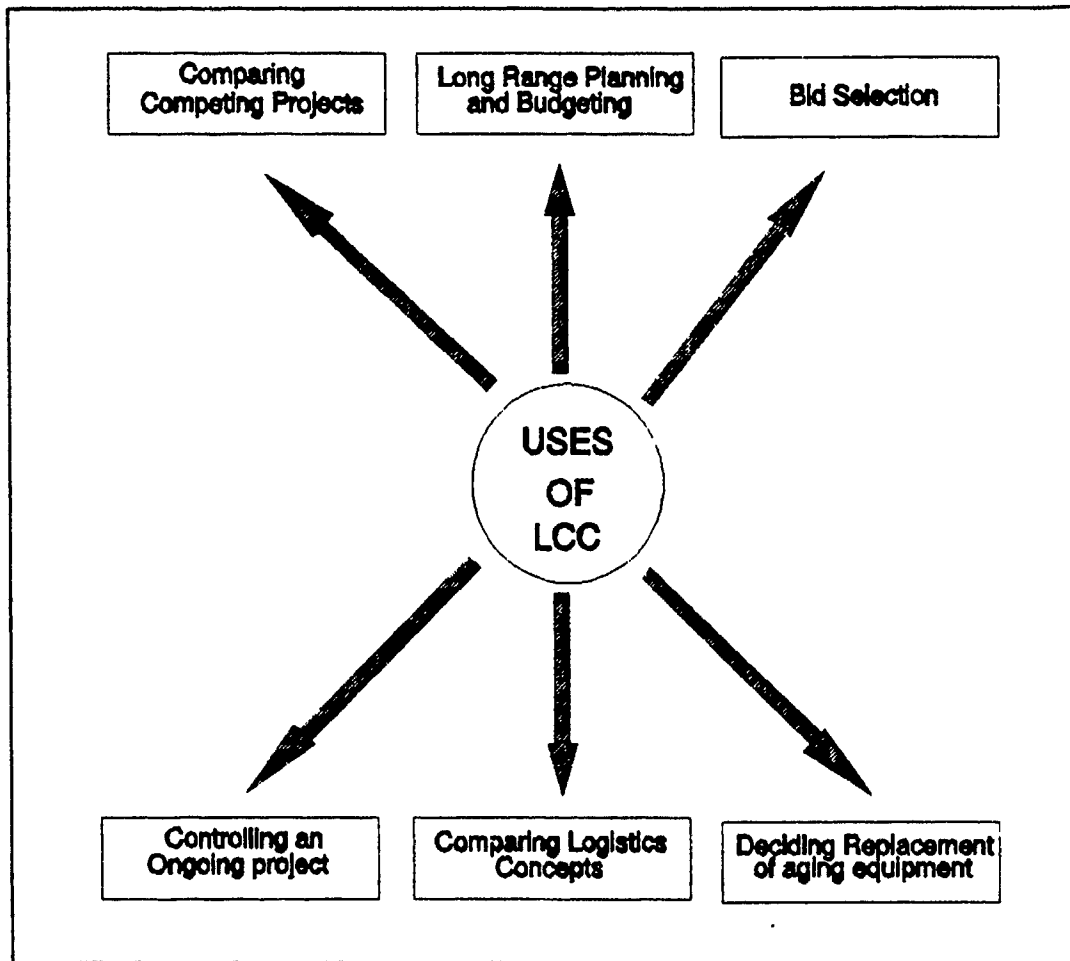 Comparing
Competing Projects
Long Range Planning
and Budgeting
Bid Selection
USES
OF
LCC
Controlling an
Ongoing project
Comparing Logistics
Concepts
Deciding Replacement
of aging equipment